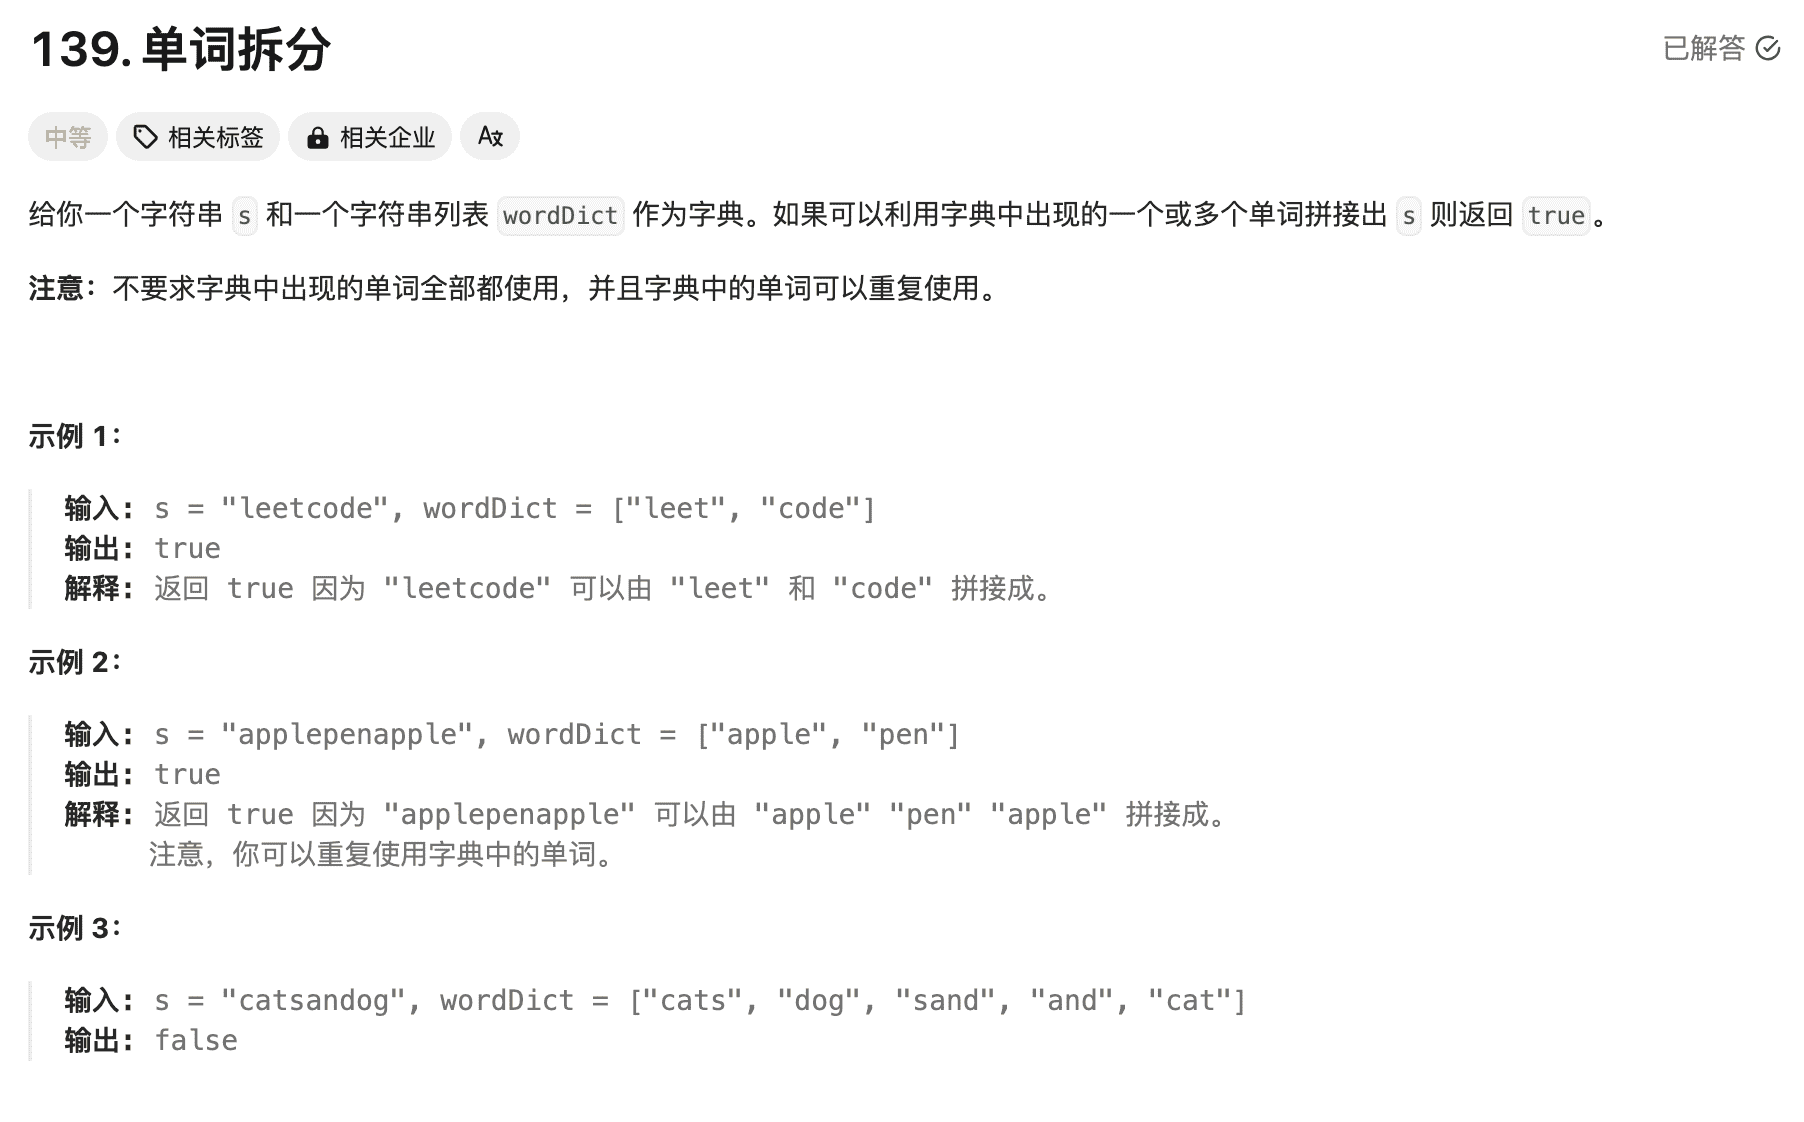 139. 单词拆分
已解答
中等 相关标签 相关企业 Aあ
给你一个字符串 s 和一个字符串列表 wordDict 作为字典。如果可以利用字典中出现的一个或多个单词拼接出 s 则返回 true。
注意：不要求字典中出现的单词全部都使用，并且字典中的单词可以重复使用。
示例 1：
输入: s = "leetcode", wordDict = ["leet", "code"]
输出: true
解释: 返回 true 因为 "leetcode" 可以由 "leet" 和 "code" 拼接成。
示例 2：
输入: s = "applepenapple", wordDict = ["apple", "pen"]
输出: true
解释: 返回 true 因为 "applepenapple" 可以由 "apple" "pen" "apple" 拼接成。
注意，你可以重复使用字典中的单词。
示例 3：
输入: s = "catsandog", wordDict = ["cats", "dog", "sand", "and", "cat"]
输出: false